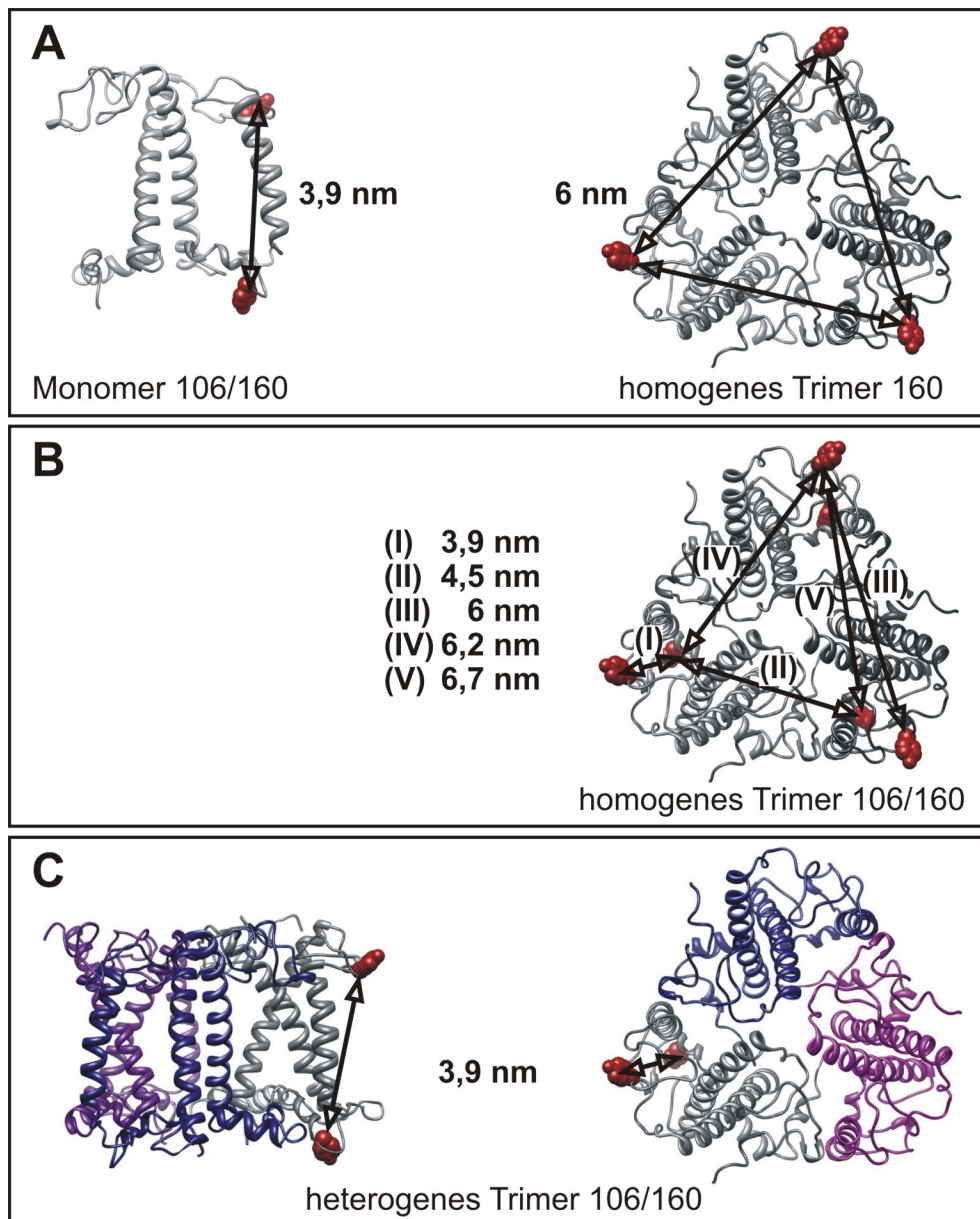 A
3,9 nm
6 nm
Monomer 106/160
homogenes Trimer 160
B
(I) 3,9 nm
(II) 4,5 nm
(III) 6 nm
(IV) 6,2 nm
(V) 6,7 nm
(IV)
(III)
(V)
(I)
(II)
homogenes Trimer 106/160
C
3,9 nm
heterogenes Trimer 106/160